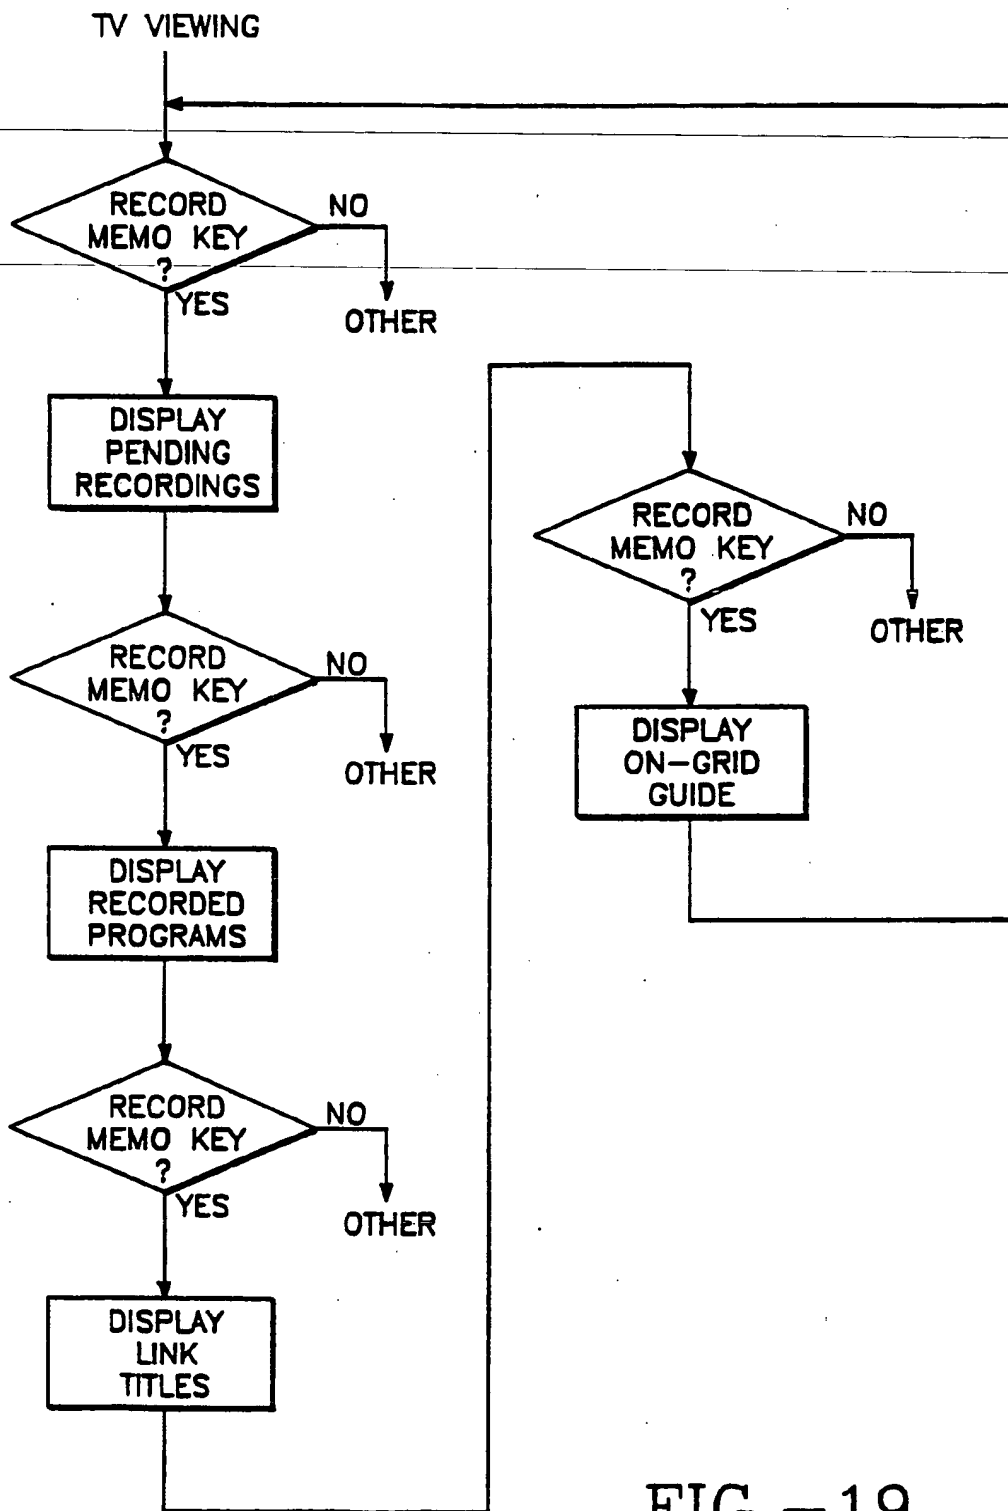 TV VIEWING
RECORD
MEMO KEY
?
NO
YES
OTHER
DISPLAY
PENDING
RECORDINGS
RECORD
MEMO KEY
?
NO
YES
OTHER
DISPLAY
RECORDED
PROGRAMS
RECORD
MEMO KEY
?
NO
YES
OTHER
DISPLAY
LINK
TITLES
RECORD
MEMO KEY
?
NO
YES
OTHER
DISPLAY
ON-GRID
GUIDE
FIG.-19